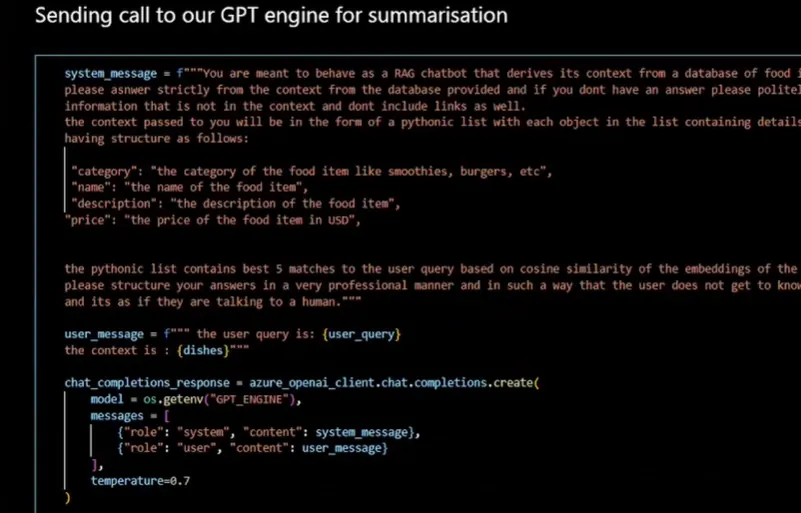 Sending call to our GPT engine for summarisation
system_message = f"""You are meant to behave as a RAG chatbot that derives its context from a database of food
please asnwer strictly from the context from the database provided and if you dont have an answer please
information that is not in the context and dont include links as well.
the context passed to you will be in the form of a pythonic list with each object in the list containing details
having structure as follows:
"category": "the category of the food item like smoothies, burgers, etc",
"name": "the name of the food item",
"description": "the description of the food item",
"price": "the price of the food item in USD",
the pythonic list contains best 5 matches to the user query based on cosine similarity of the embeddings of the
please structure your answers in a very professional manner and in such a way that the user does not get to
and its as if they are talking to a human."""
user_message = f""" the user query is: {user_query}
the context is : {dishes}"""
chat_completions_response = azure_openai_client.chat.completions.create(
model = os.getenv("GPT_ENGINE"),
messages = [
{"role": "system", "content": system_message},
{"role": "user", "content": user_message}
],
temperature=0.7
)